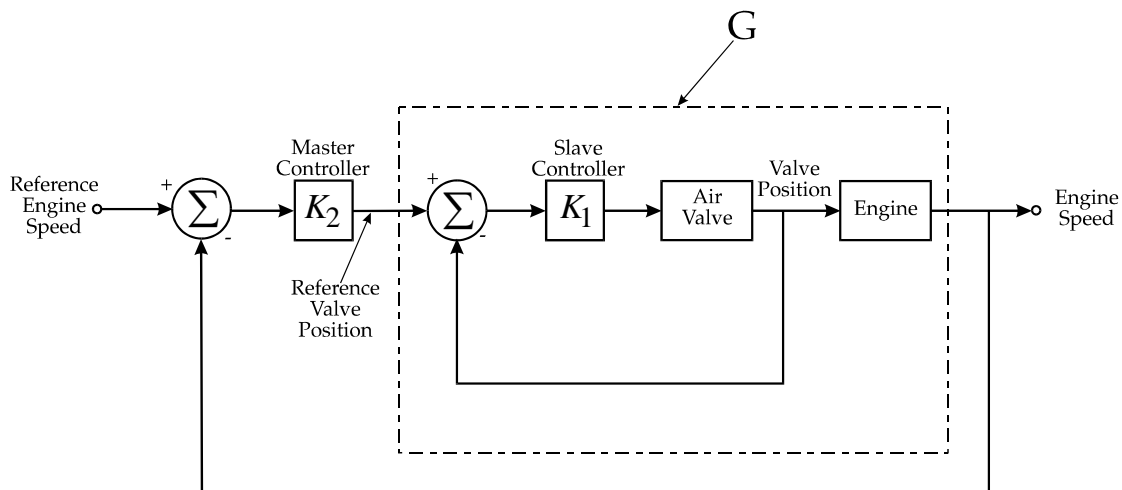 G
Master
Controller
Slave
Controller
Valve
Position
Reference
Engine
Speed
+
Σ
-
K2
+
Σ
-
K1
Air
Valve
Engine
Engine
Speed
Reference
Valve
Position